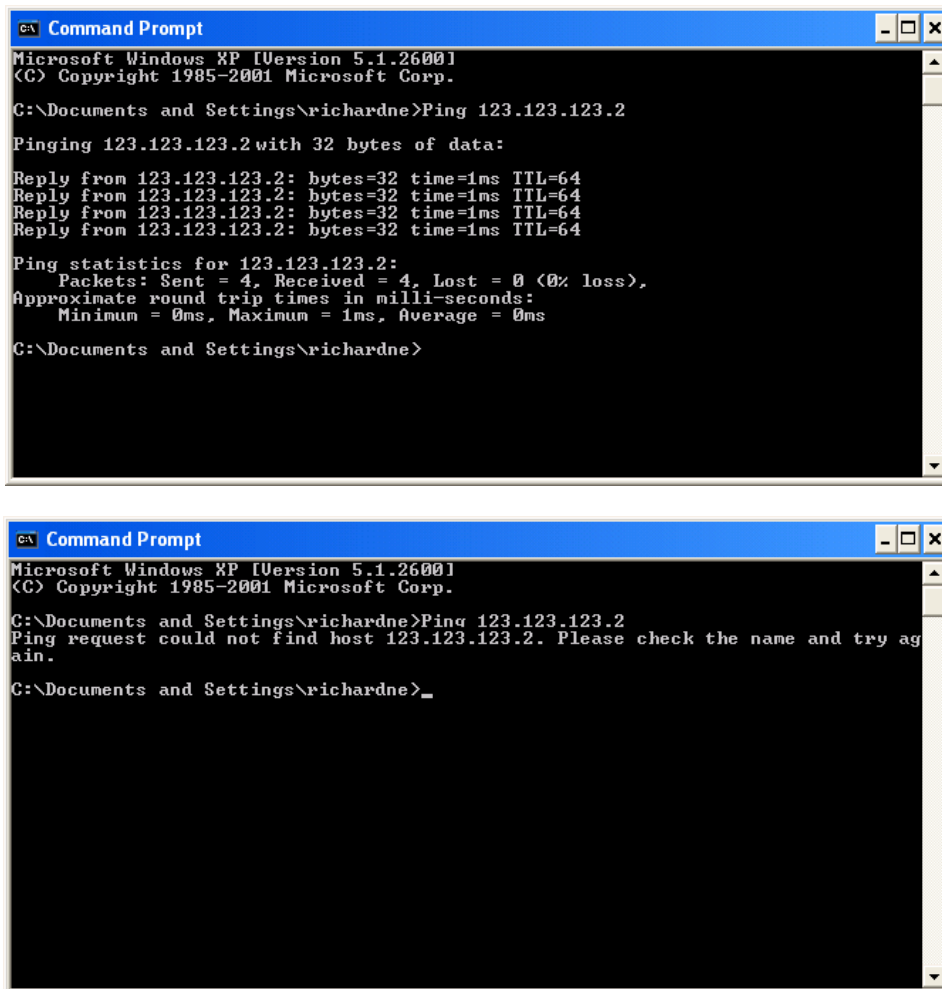 Command Prompt
Microsoft Windows XP [Version 5.1.2600]
(C) Copyright 1985-2001 Microsoft Corp.
C:\Documents and Settings\richardne>Ping 123.123.123.2
Pinging 123.123.123.2 with 32 bytes of data:
Reply from 123.123.123.2: bytes=32 time=1ms TTL=64
Reply from 123.123.123.2: bytes=32 time=1ms TTL=64
Reply from 123.123.123.2: bytes=32 time=1ms TTL=64
Reply from 123.123.123.2: bytes=32 time=1ms TTL=64
Ping statistics for 123.123.123.2:
Packets: Sent = 4, Received = 4, Lost = 0 (0% loss),
Approximate round trip times in milli-seconds:
Minimum = 0ms, Maximum = 1ms, Average = 0ms
C:\Documents and Settings\richardne>
Command Prompt
Microsoft Windows XP [Version 5.1.2600]
(C) Copyright 1985-2001 Microsoft Corp.
C:\Documents and Settings\richardne>Ping 123.123.123.2
Ping request could not find host 123.123.123.2. Please check the name and try ag
ain.
C:\Documents and Settings\richardne>_